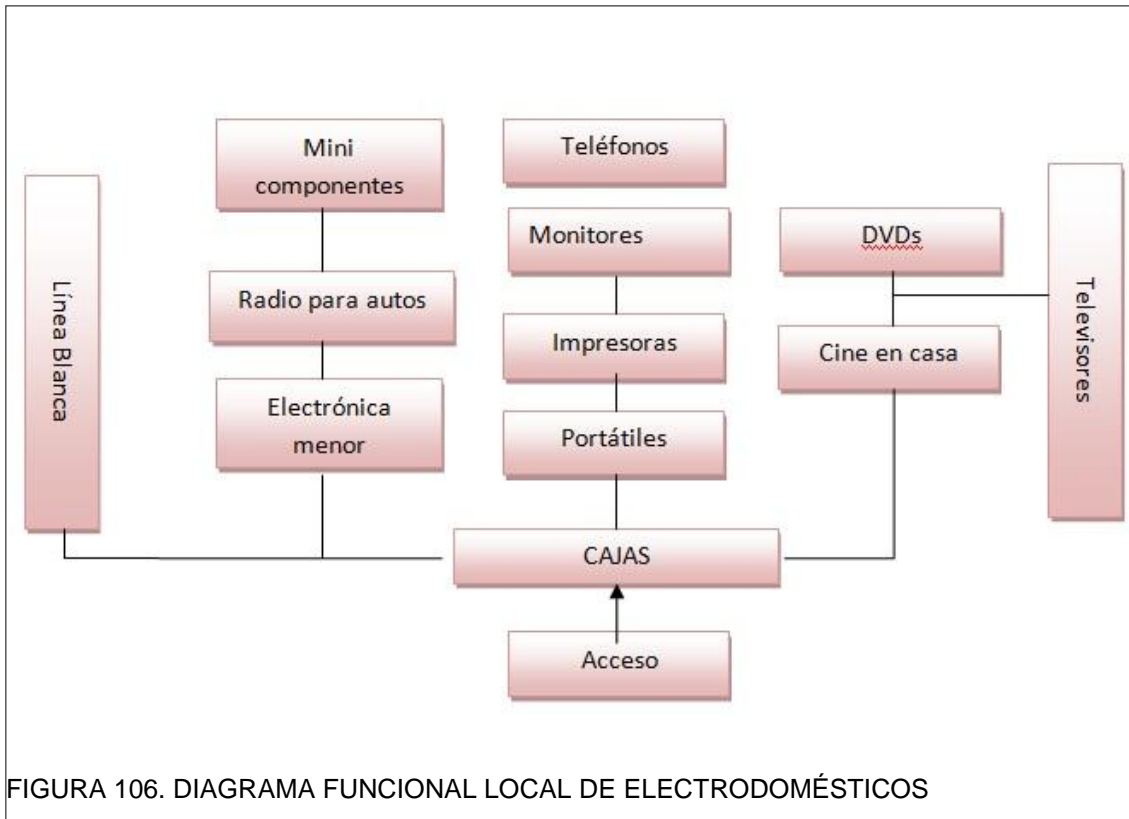 Mini
componentes
Teléfonos
Línea Blanca
Monitores
DVDs
Televisores
Radio para autos
Impresoras
Cine en casa
Electrónica
menor
Portátiles
CAJAS
Acceso
FIGURA 106. DIAGRAMA FUNCIONAL LOCAL DE ELECTRODOMÉSTICOS